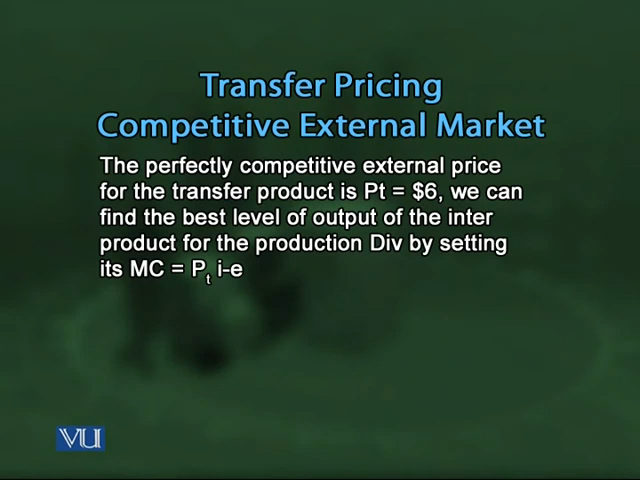 Transfer Pricing
Competitive External Market
The perfectly competitive external price
for the transfer product is Pt = $6, we can
find the best level of output of the inter
product for the production Div by setting
its MC = Pt i-e
VU